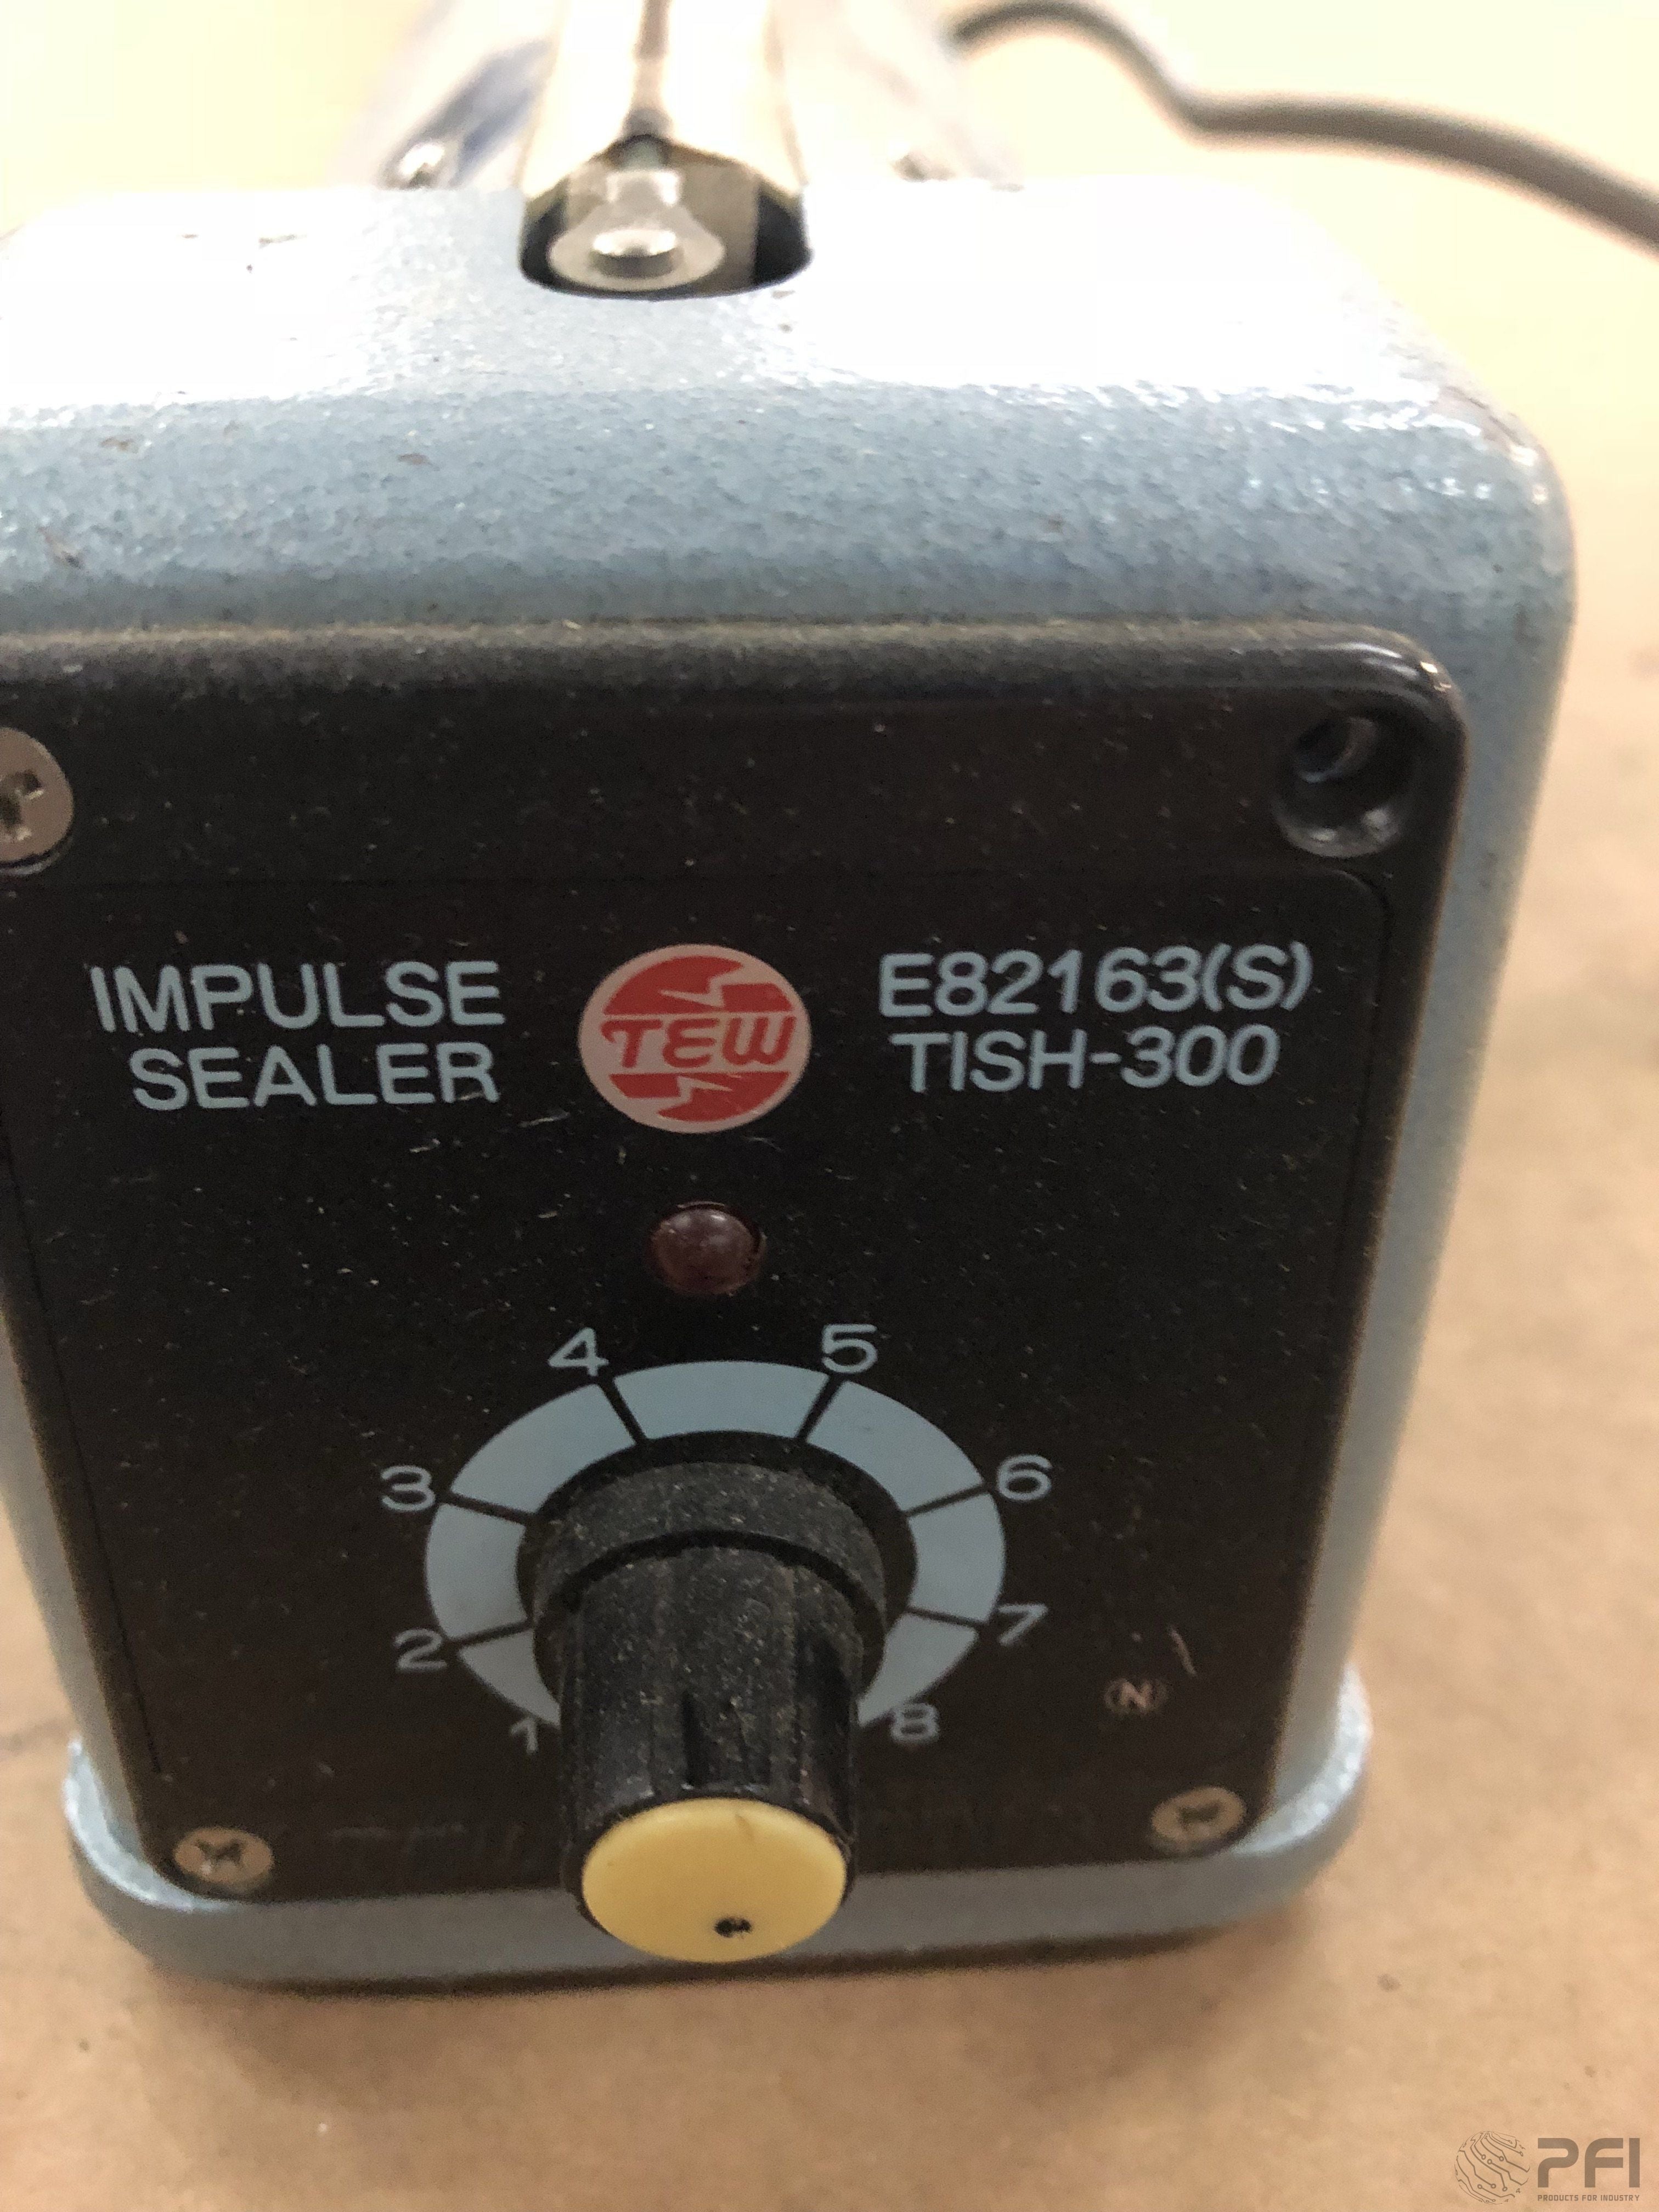 IMPULSE
SEALER
TEW
E82163(S)
TISH-300
4
5
3
6
2
7
1
8
N
PFI
PRODUCTS FOR INDUSTRY